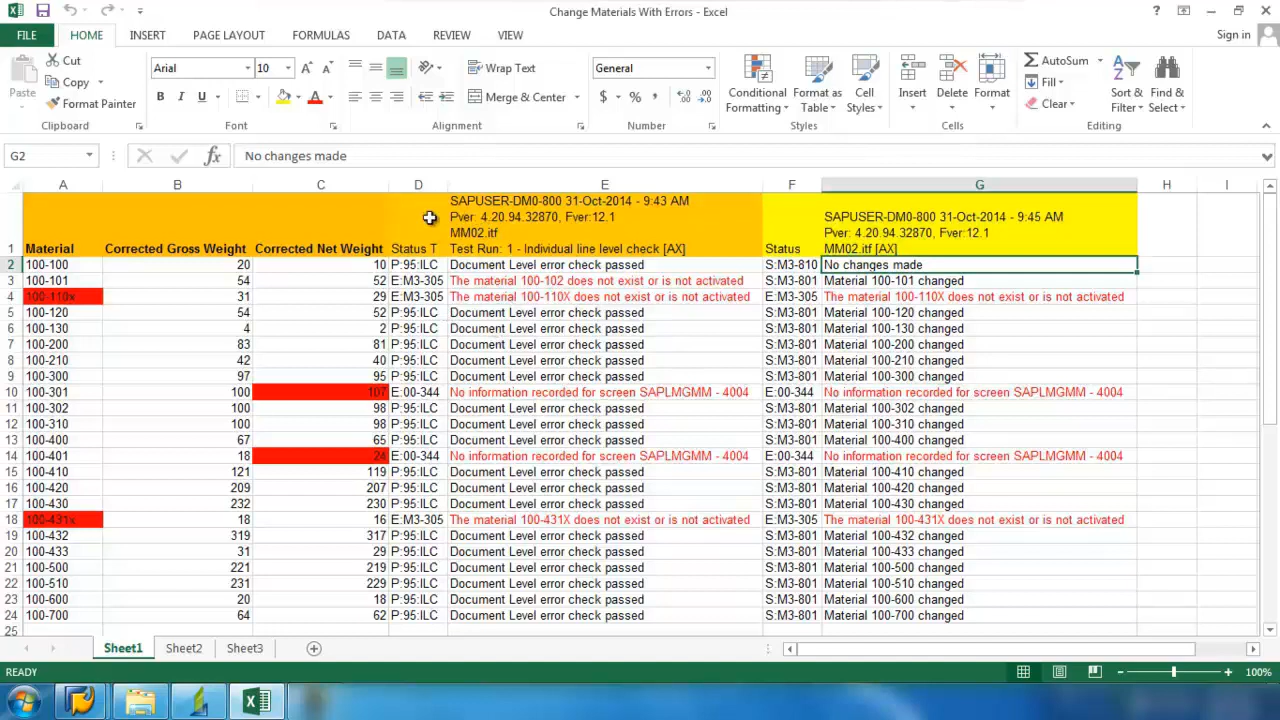 Change Materials With Errors - Excel
?
Sign in
FILE HOME INSERT PAGE LAYOUT FORMULAS DATA REVIEW VIEW
Paste
Cut
Copy
Format Painter
Clipboard
Arial 10
B I U
Font
Wrap Text
Merge & Center
Alignment
General
$ % ,
Number
Conditional Formatting
Format as Table
Cell Styles
Styles
Insert Delete Format
Cells
AutoSum
Fill
Clear
Sort & Filter
Find & Select
Editing
G2 fx No changes made
A B C D E F G H I
SAPUSER-DM0-800 31-Oct-2014 - 9:43 AM
Pver: 4.20.94.32870, Fver:12.1
MM02.itf
Test Run: 1 - Individual line level check [AX]
SAPUSER-DM0-800 31-Oct-2014 - 9:45 AM
Pver: 4.20.94.32870, Fver:12.1
MM02.itf [AX]
1 Material Corrected Gross Weight Corrected Net Weight Status T Status
2 100-100 20 10 P:95:ILC Document Level error check passed S:M3-810 No changes made
3 100-101 54 52 E:M3-305 The material 100-102 does not exist or is not activated S:M3-801 Material 100-101 changed
4 100-110x 31 29 E:M3-305 The material 100-110X does not exist or is not activated E:M3-305 The material 100-110X does not exist or is not activated
5 100-120 54 52 P:95:ILC Document Level error check passed S:M3-801 Material 100-120 changed
6 100-130 4 2 P:95:ILC Document Level error check passed S:M3-801 Material 100-130 changed
7 100-200 83 81 P:95:ILC Document Level error check passed S:M3-801 Material 100-200 changed
8 100-210 42 40 P:95:ILC Document Level error check passed S:M3-801 Material 100-210 changed
9 100-300 97 95 P:95:ILC Document Level error check passed S:M3-801 Material 100-300 changed
10 100-301 100 107 E:00-344 No information recorded for screen SAPLMGMM - 4004 E:00-344 No information recorded for screen SAPLMGMM - 4004
11 100-302 100 98 P:95:ILC Document Level error check passed S:M3-801 Material 100-302 changed
12 100-310 100 98 P:95:ILC Document Level error check passed S:M3-801 Material 100-310 changed
13 100-400 67 65 P:95:ILC Document Level error check passed S:M3-801 Material 100-400 changed
14 100-401 18 24 E:00-344 No information recorded for screen SAPLMGMM - 4004 E:00-344 No information recorded for screen SAPLMGMM - 4004
15 100-410 121 119 P:95:ILC Document Level error check passed S:M3-801 Material 100-410 changed
16 100-420 209 207 P:95:ILC Document Level error check passed S:M3-801 Material 100-420 changed
17 100-430 232 230 P:95:ILC Document Level error check passed S:M3-801 Material 100-430 changed
18 100-431x 18 16 E:M3-305 The material 100-431X does not exist or is not activated E:M3-305 The material 100-431X does not exist or is not activated
19 100-432 319 317 P:95:ILC Document Level error check passed S:M3-801 Material 100-432 changed
20 100-433 31 29 P:95:ILC Document Level error check passed S:M3-801 Material 100-433 changed
21 100-500 221 219 P:95:ILC Document Level error check passed S:M3-801 Material 100-500 changed
22 100-510 231 229 P:95:ILC Document Level error check passed S:M3-801 Material 100-510 changed
23 100-600 20 18 P:95:ILC Document Level error check passed S:M3-801 Material 100-600 changed
24 100-700 64 62 P:95:ILC Document Level error check passed S:M3-801 Material 100-700 changed
25
Sheet1 Sheet2 Sheet3
READY 100%